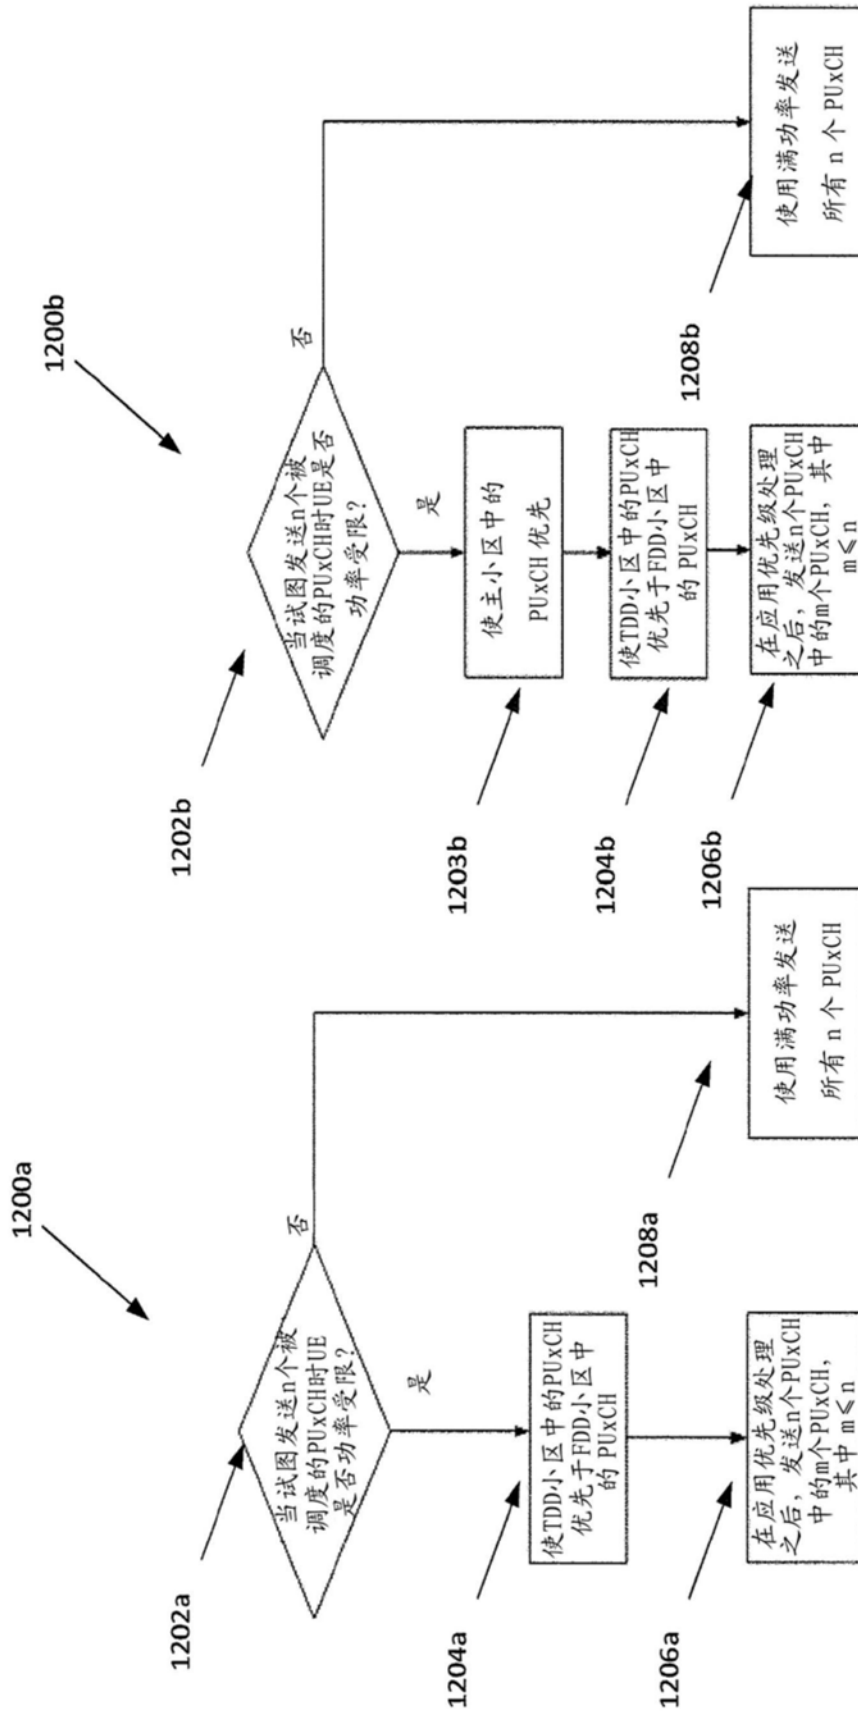 1200a
1202a
当试图发送n个被
调度的PUxCH时UE
是否功率受限?
否
是
1204a
使TDD小区中的PUxCH
优先于FDD小区中
的 PUxCH
1206a
在应用优先级处理
之后，发送n个PUxCH
中的m个PUxCH，
其中 m≤n
1208a
使用满功率发送
所有 n 个 PUxCH
1200b
1202b
当试图发送n个被
调度的PUxCH时UE是否
功率受限?
否
是
1203b
使主小区中的
PUxCH 优先
1204b
使TDD小区中的PUxCH
优先于FDD小区中
的 PUxCH
1206b
在应用优先级处理
之后，发送n个PUxCH
中的m个PUxCH，其中
m≤n
1208b
使用满功率发送
所有 n 个 PUxCH